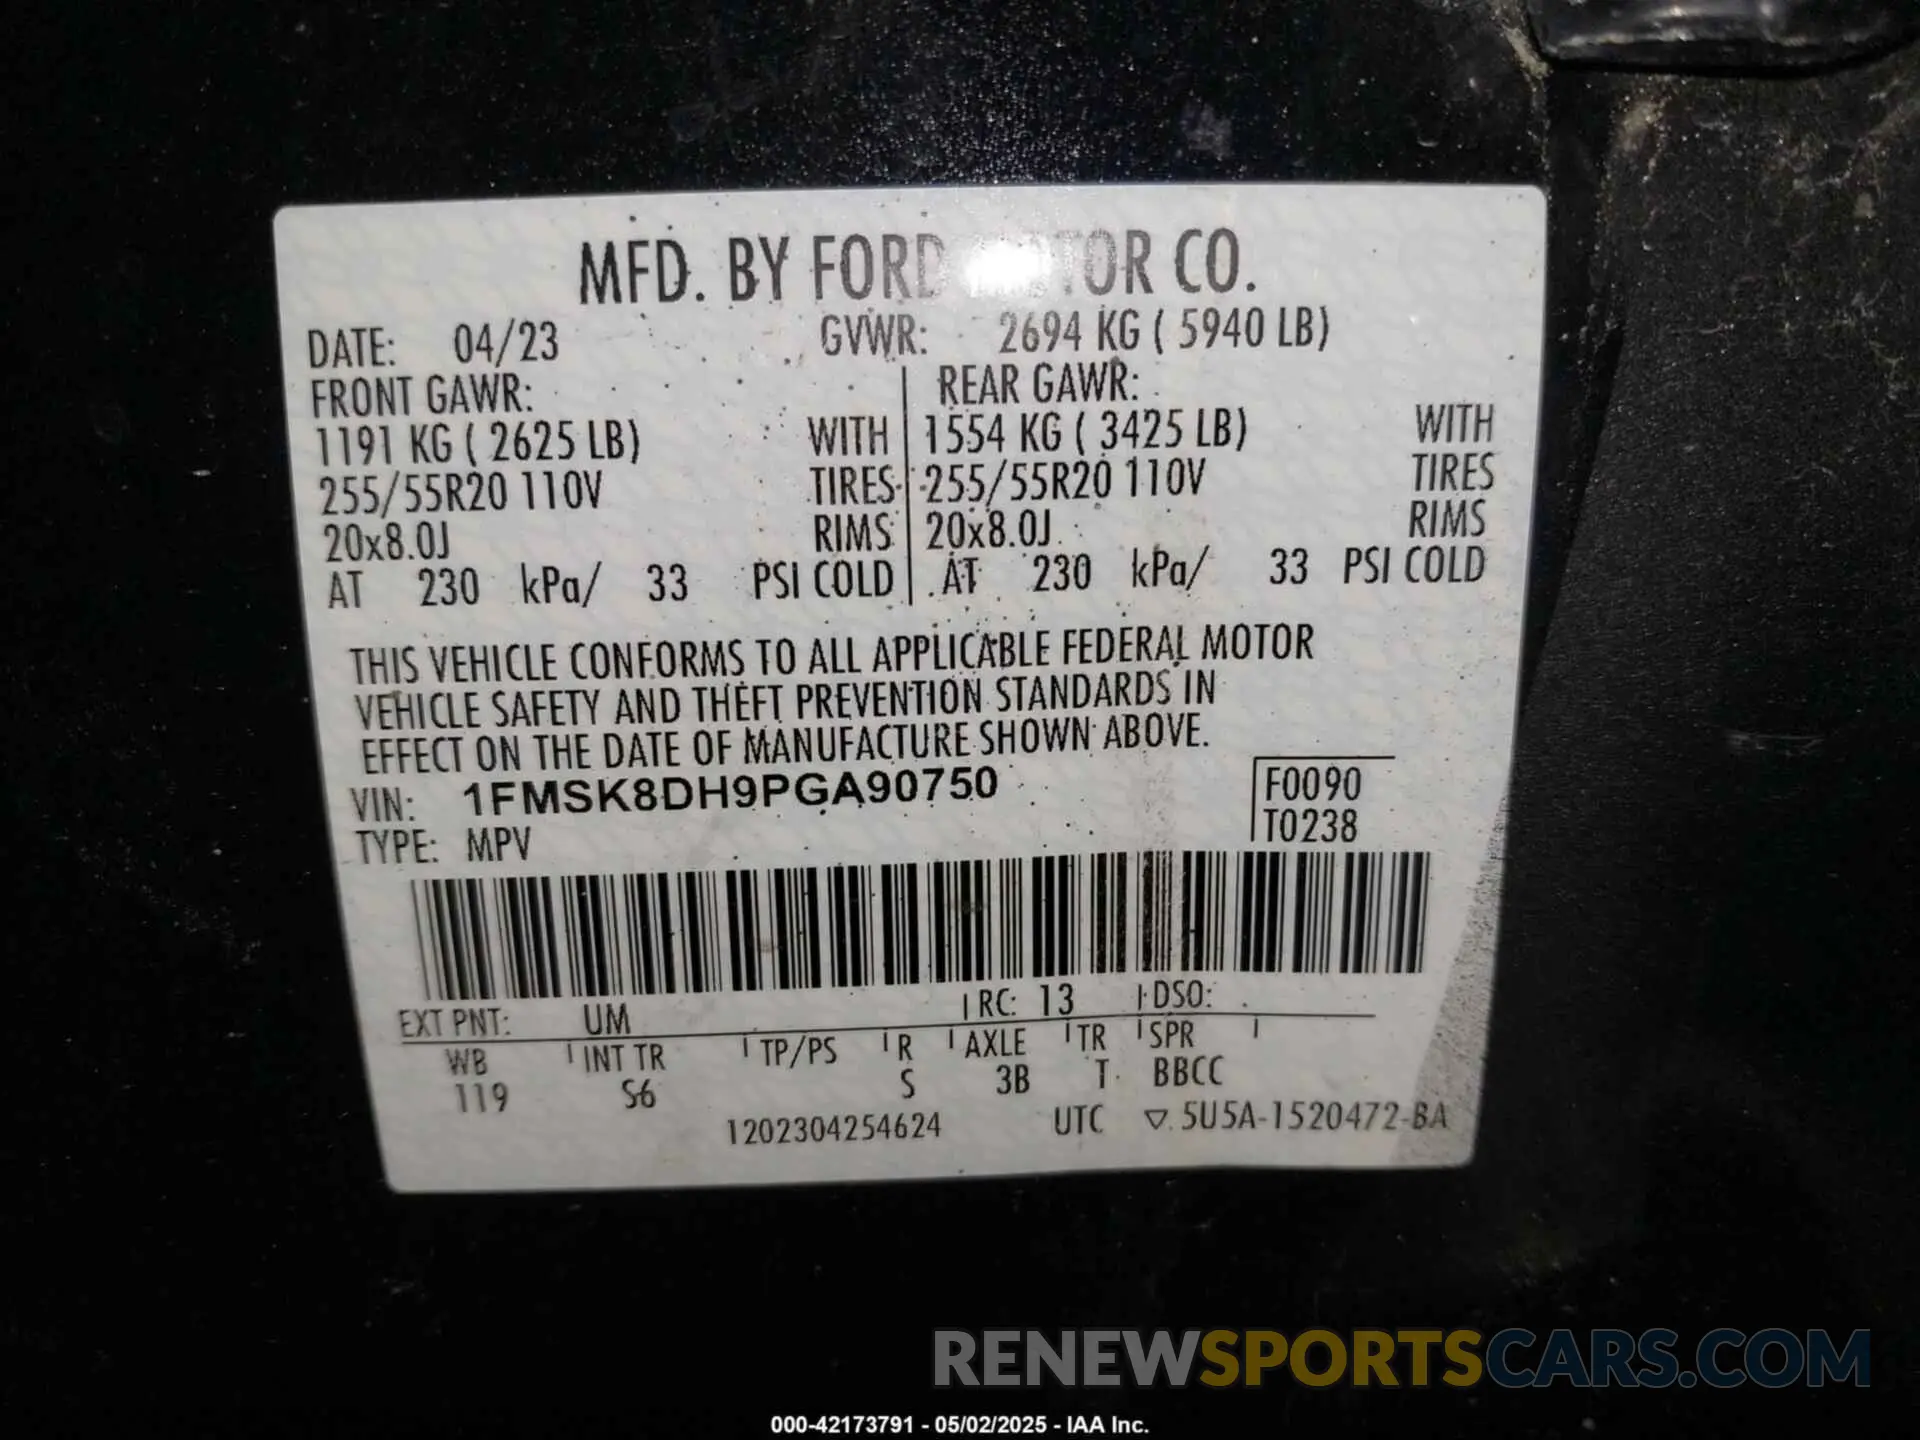 MFD. BY FORD MOTOR CO.
DATE: 04/23 GVWR: 2694 KG ( 5940 LB)
FRONT GAWR: REAR GAWR:
1191 KG ( 2625 LB) WITH 1554 KG ( 3425 LB) WITH
255/55R20 110V TIRES 255/55R20 110V TIRES
20x8.0J RIMS 20x8.0J RIMS
AT 230 kPa/ 33 PSI COLD AT 230 kPa/ 33 PSI COLD
THIS VEHICLE CONFORMS TO ALL APPLICABLE FEDERAL MOTOR
VEHICLE SAFETY AND THEFT PREVENTION STANDARDS IN
EFFECT ON THE DATE OF MANUFACTURE SHOWN ABOVE.
VIN: 1FMSK8DH9PGA90750 F0090
TYPE: MPV T0238
EXT PNT: UM RC: 13 DSO:
WB INT TR TP/PS R AXLE TR SPR
119 S6 S 3B T BBCC
1202304254624 UTC ▽ 5U5A-1520472-BA
RENEWSPORTSCARS.COM
000-42173791 - 05/02/2025 - IAA Inc.